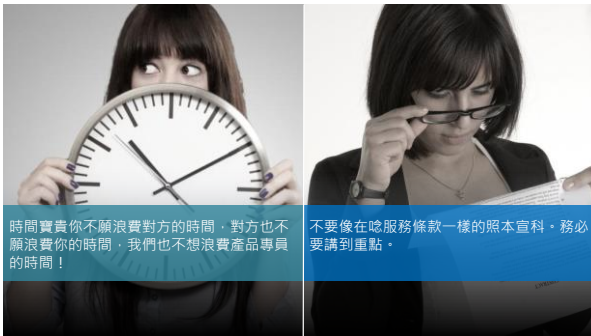 時間寶貴你不願浪費對方的時間，對方也不
願浪費你的時間，我們也不想浪費產品專員
的時間！
不要像在唸服務條款一樣的照本宣科。務必
要講到重點。